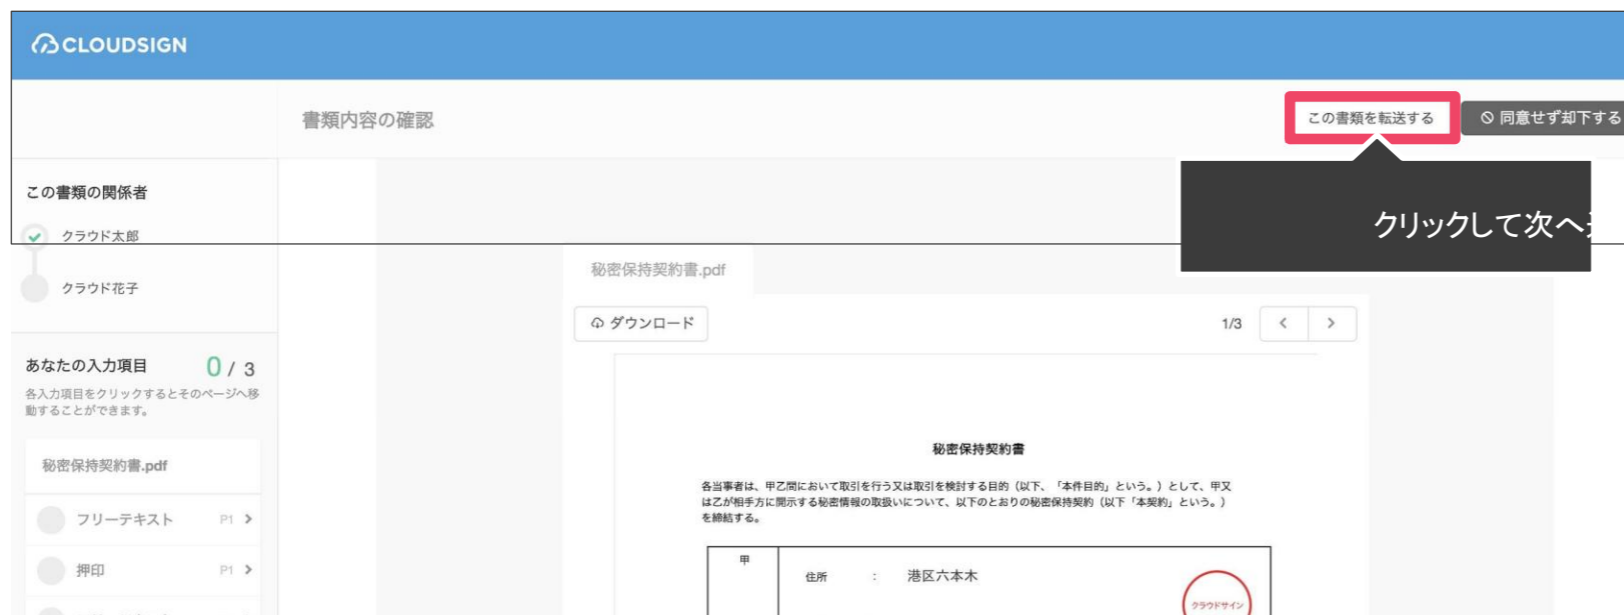 CLOUDSIGN
書類内容の確認
この書類を転送する
同意せず却下する
クリックして次へ
この書類の関係者
クラウド太郎
クラウド花子
秘密保持契約書.pdf
ダウンロード
1/3
あなたの入力項目 0 / 3
各入力項目をクリックするとそのページへ移
動することができます。
秘密保持契約書.pdf
フリーテキスト P1
押印 P1
秘密保持契約書
各当事者は、甲乙間において取引を行う又は取引を検討する目的（以下、「本件目的」という。）として、甲又
は乙が相手方に開示する秘密情報の取扱いについて、以下のとおりの秘密保持契約（以下「本契約」という。）
を締結する。
甲
住所 : 港区六本木
クラウドサイン